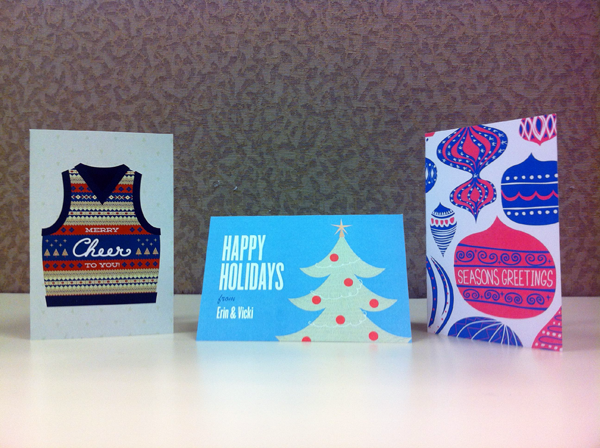 MERRY
Cheer
TO YOU!
HAPPY
HOLIDAYS
from
Erin & Vicki
SEASONS GREETINGS